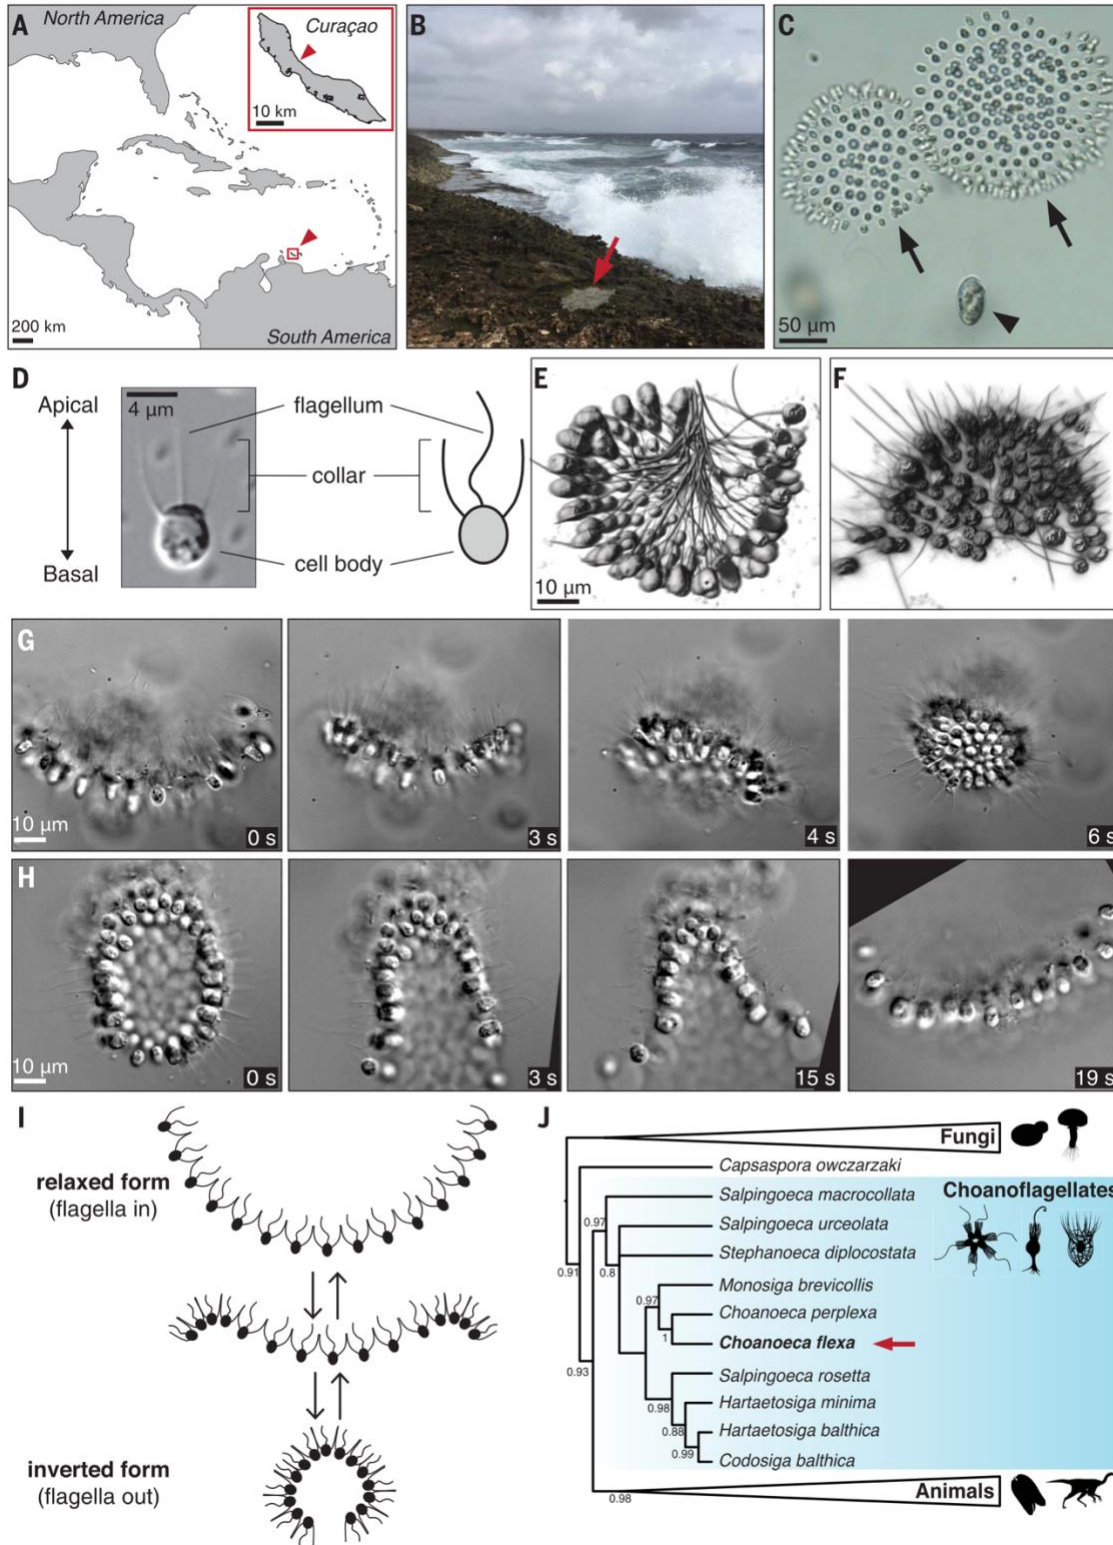 A
North America
Curaçao
10 km
200 km
South America
B
C
50 µm
D
Apical
Basal
4 µm
flagellum
collar
cell body
E
10 µm
F
G
10 µm
0 s
3 s
4 s
6 s
H
10 µm
0 s
3 s
15 s
19 s
I
relaxed form
(flagella in)
inverted form
(flagella out)
J
Fungi
Capsaspora owczarzaki
Choanoflagellates
Salpingoeca macrocollata
Salpingoeca urceolata
Stephanoeca diplocostata
Monosiga brevicollis
Choanoeca perplexa
Choanoeca flexa
Salpingoeca rosetta
Hartaetosiga minima
Hartaetosiga balthica
Codosiga balthica
Animals
0.97
0.8
0.91
0.97
1
0.93
0.98
0.88
0.99
0.98